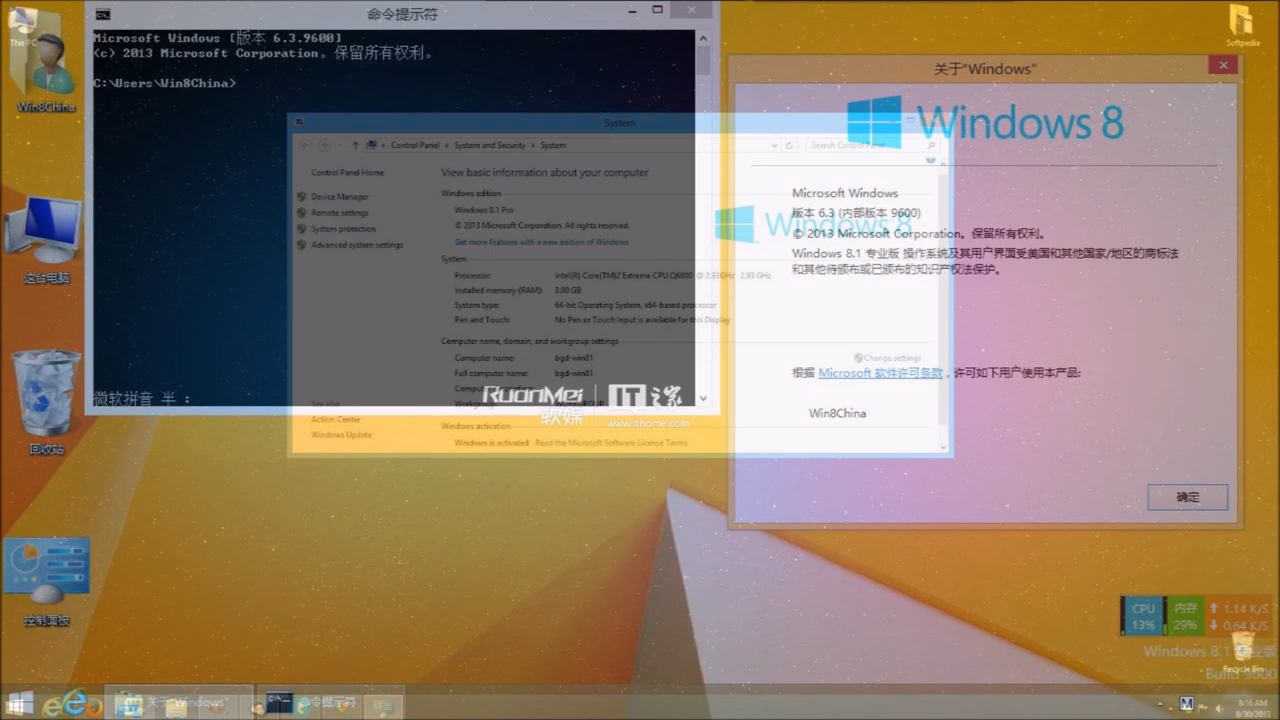 This PC
Win8China
这台电脑
回收站
控制面板
命令提示符
Microsoft Windows [版本 6.3.9600]
(c) 2013 Microsoft Corporation。保留所有权利。
C:\Users\Win8China>
微软拼音 半 :
System
Control Panel
System and Security
System
Search Control Panel
Control Panel Home
Device Manager
Remote settings
System protection
Advanced system settings
See also
Action Center
Windows Update
View basic information about your computer
Windows edition
Windows 8.1 Pro
© 2013 Microsoft Corporation. All rights reserved.
Get more features with a new edition of Windows
Windows 8
System
Processor: Intel(R) Core(TM)2 Extreme CPU Q6800 @ 2.93GHz 2.93 GHz
Installed memory (RAM): 8.00 GB
System type: 64-bit Operating System, x64-based processor
Pen and Touch: No Pen or Touch Input is available for this Display
Computer name, domain, and workgroup settings
Computer name: bgd-win81
Full computer name: bgd-win81
Change settings
Windows activation
Windows is activated Read the Microsoft Software License Terms
RuanMei 软媒
IT之家
www.ithome.com
关于"Windows"
Windows 8
Microsoft Windows
版本 6.3 (内部版本 9600)
© 2013 Microsoft Corporation。保留所有权利。
Windows 8.1 专业版 操作系统及其用户界面受美国和其他国家/地区的商标法
和其他待颁布或已颁布的知识产权法保护。
根据 Microsoft 软件许可条款，许可如下用户使用本产品:
Win8China
确定
Softpedia
CPU 内存 1.14 K/S
13% 29% 0.64 K/S
Windows 8.1 专业版
Recycle Bin
Build 9600
关于"Windows"
命令提示符
8:16 AM
8/30/2013